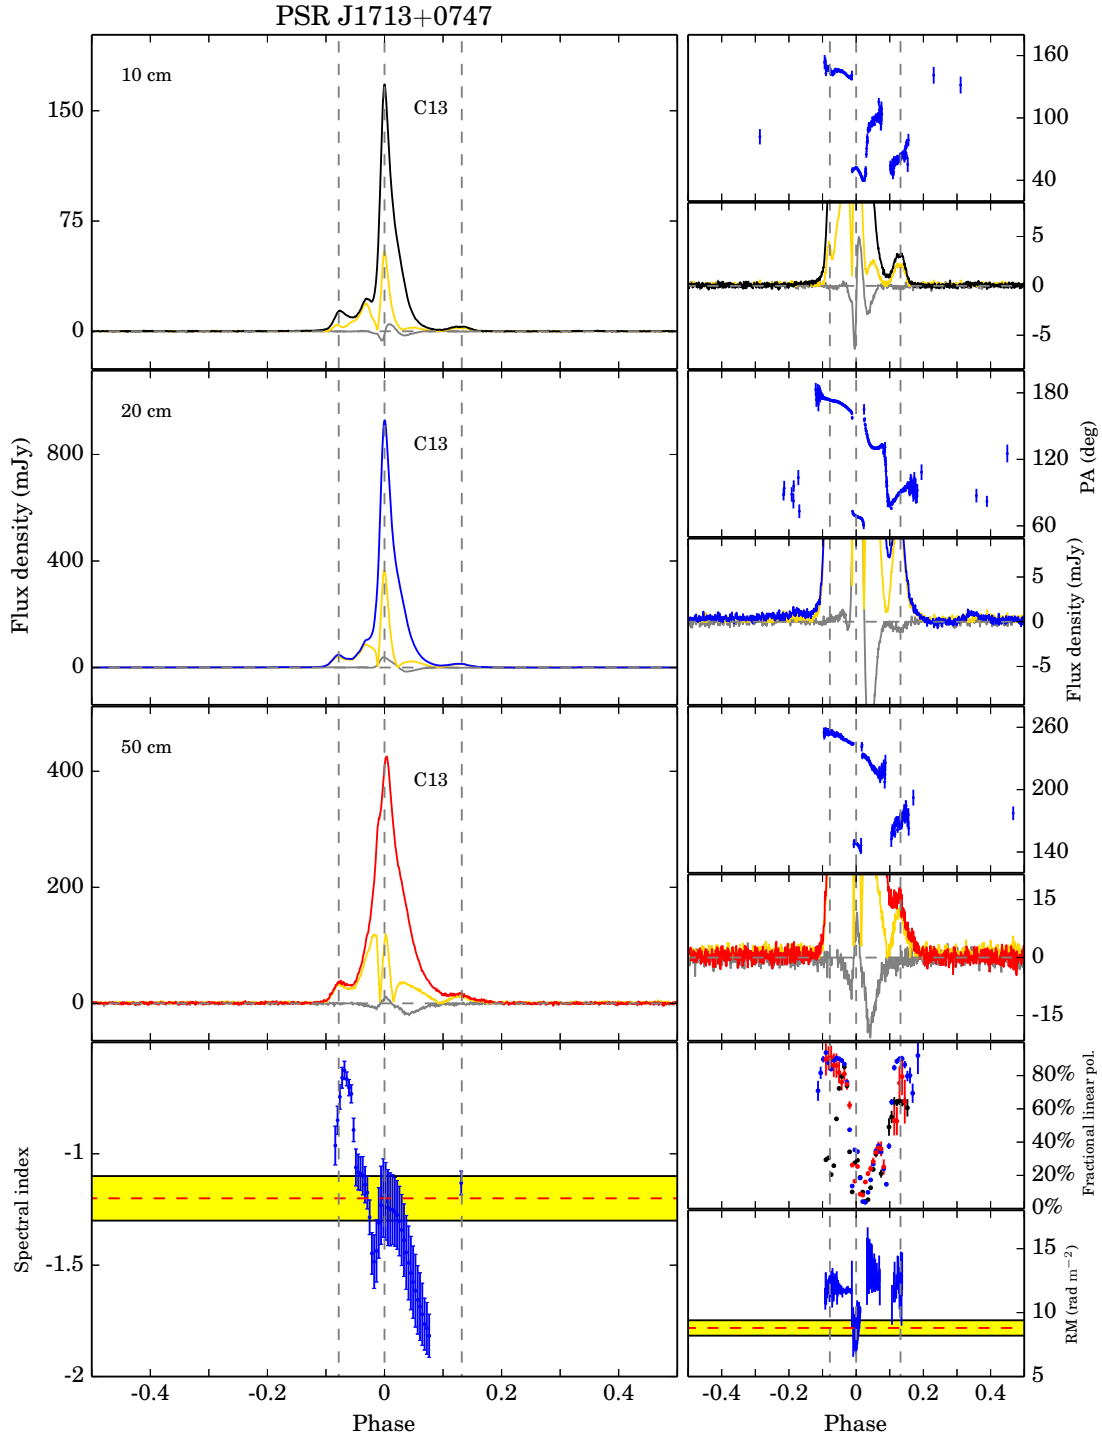 PSR J1713+0747
10 cm
C13
150
75
0
160
100
40
5
0
-5
20 cm
C13
800
400
0
Flux density (mJy)
180
120
60
PA (deg)
5
0
-5
Flux density (mJy)
50 cm
C13
400
200
0
260
200
140
15
0
-15
-1
-1.5
-2
Spectral index
80%
60%
40%
20%
0%
Fractional linear pol.
15
10
5
RM (rad m⁻²)
-0.4 -0.2 0 0.2 0.4
Phase
-0.4 -0.2 0 0.2 0.4
Phase